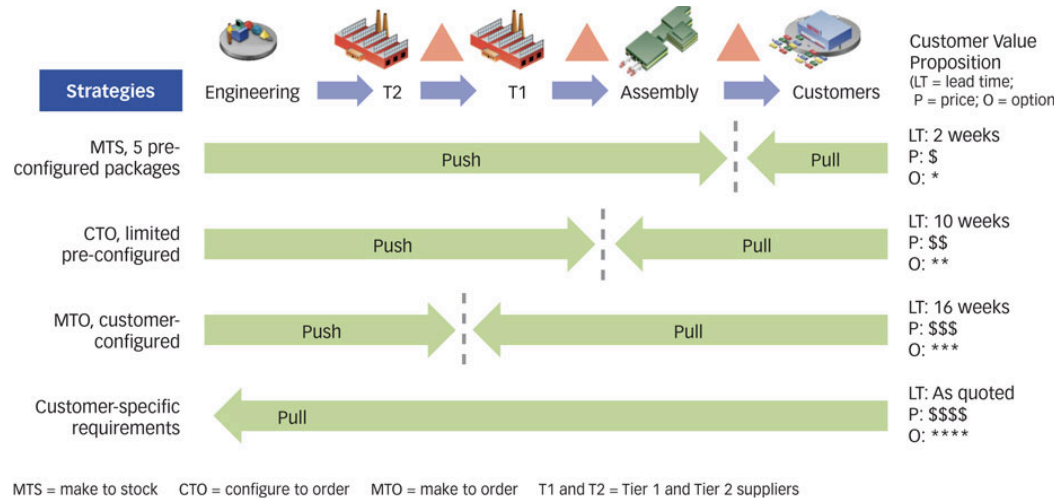 Customer Value
Proposition
(LT = lead time;
P = price; O = option
Strategies
Engineering
T2
T1
Assembly
Customers
MTS, 5 pre-
configured packages
Push
Pull
LT: 2 weeks
P: $
O: *
CTO, limited
pre-configured
Push
Pull
LT: 10 weeks
P: $$
O: **
MTO, customer-
configured
Push
Pull
LT: 16 weeks
P: $$$
O: ***
Customer-specific
requirements
Pull
LT: As quoted
P: $$$$
O: ****
MTS = make to stock CTO = configure to order MTO = make to order T1 and T2 = Tier 1 and Tier 2 suppliers